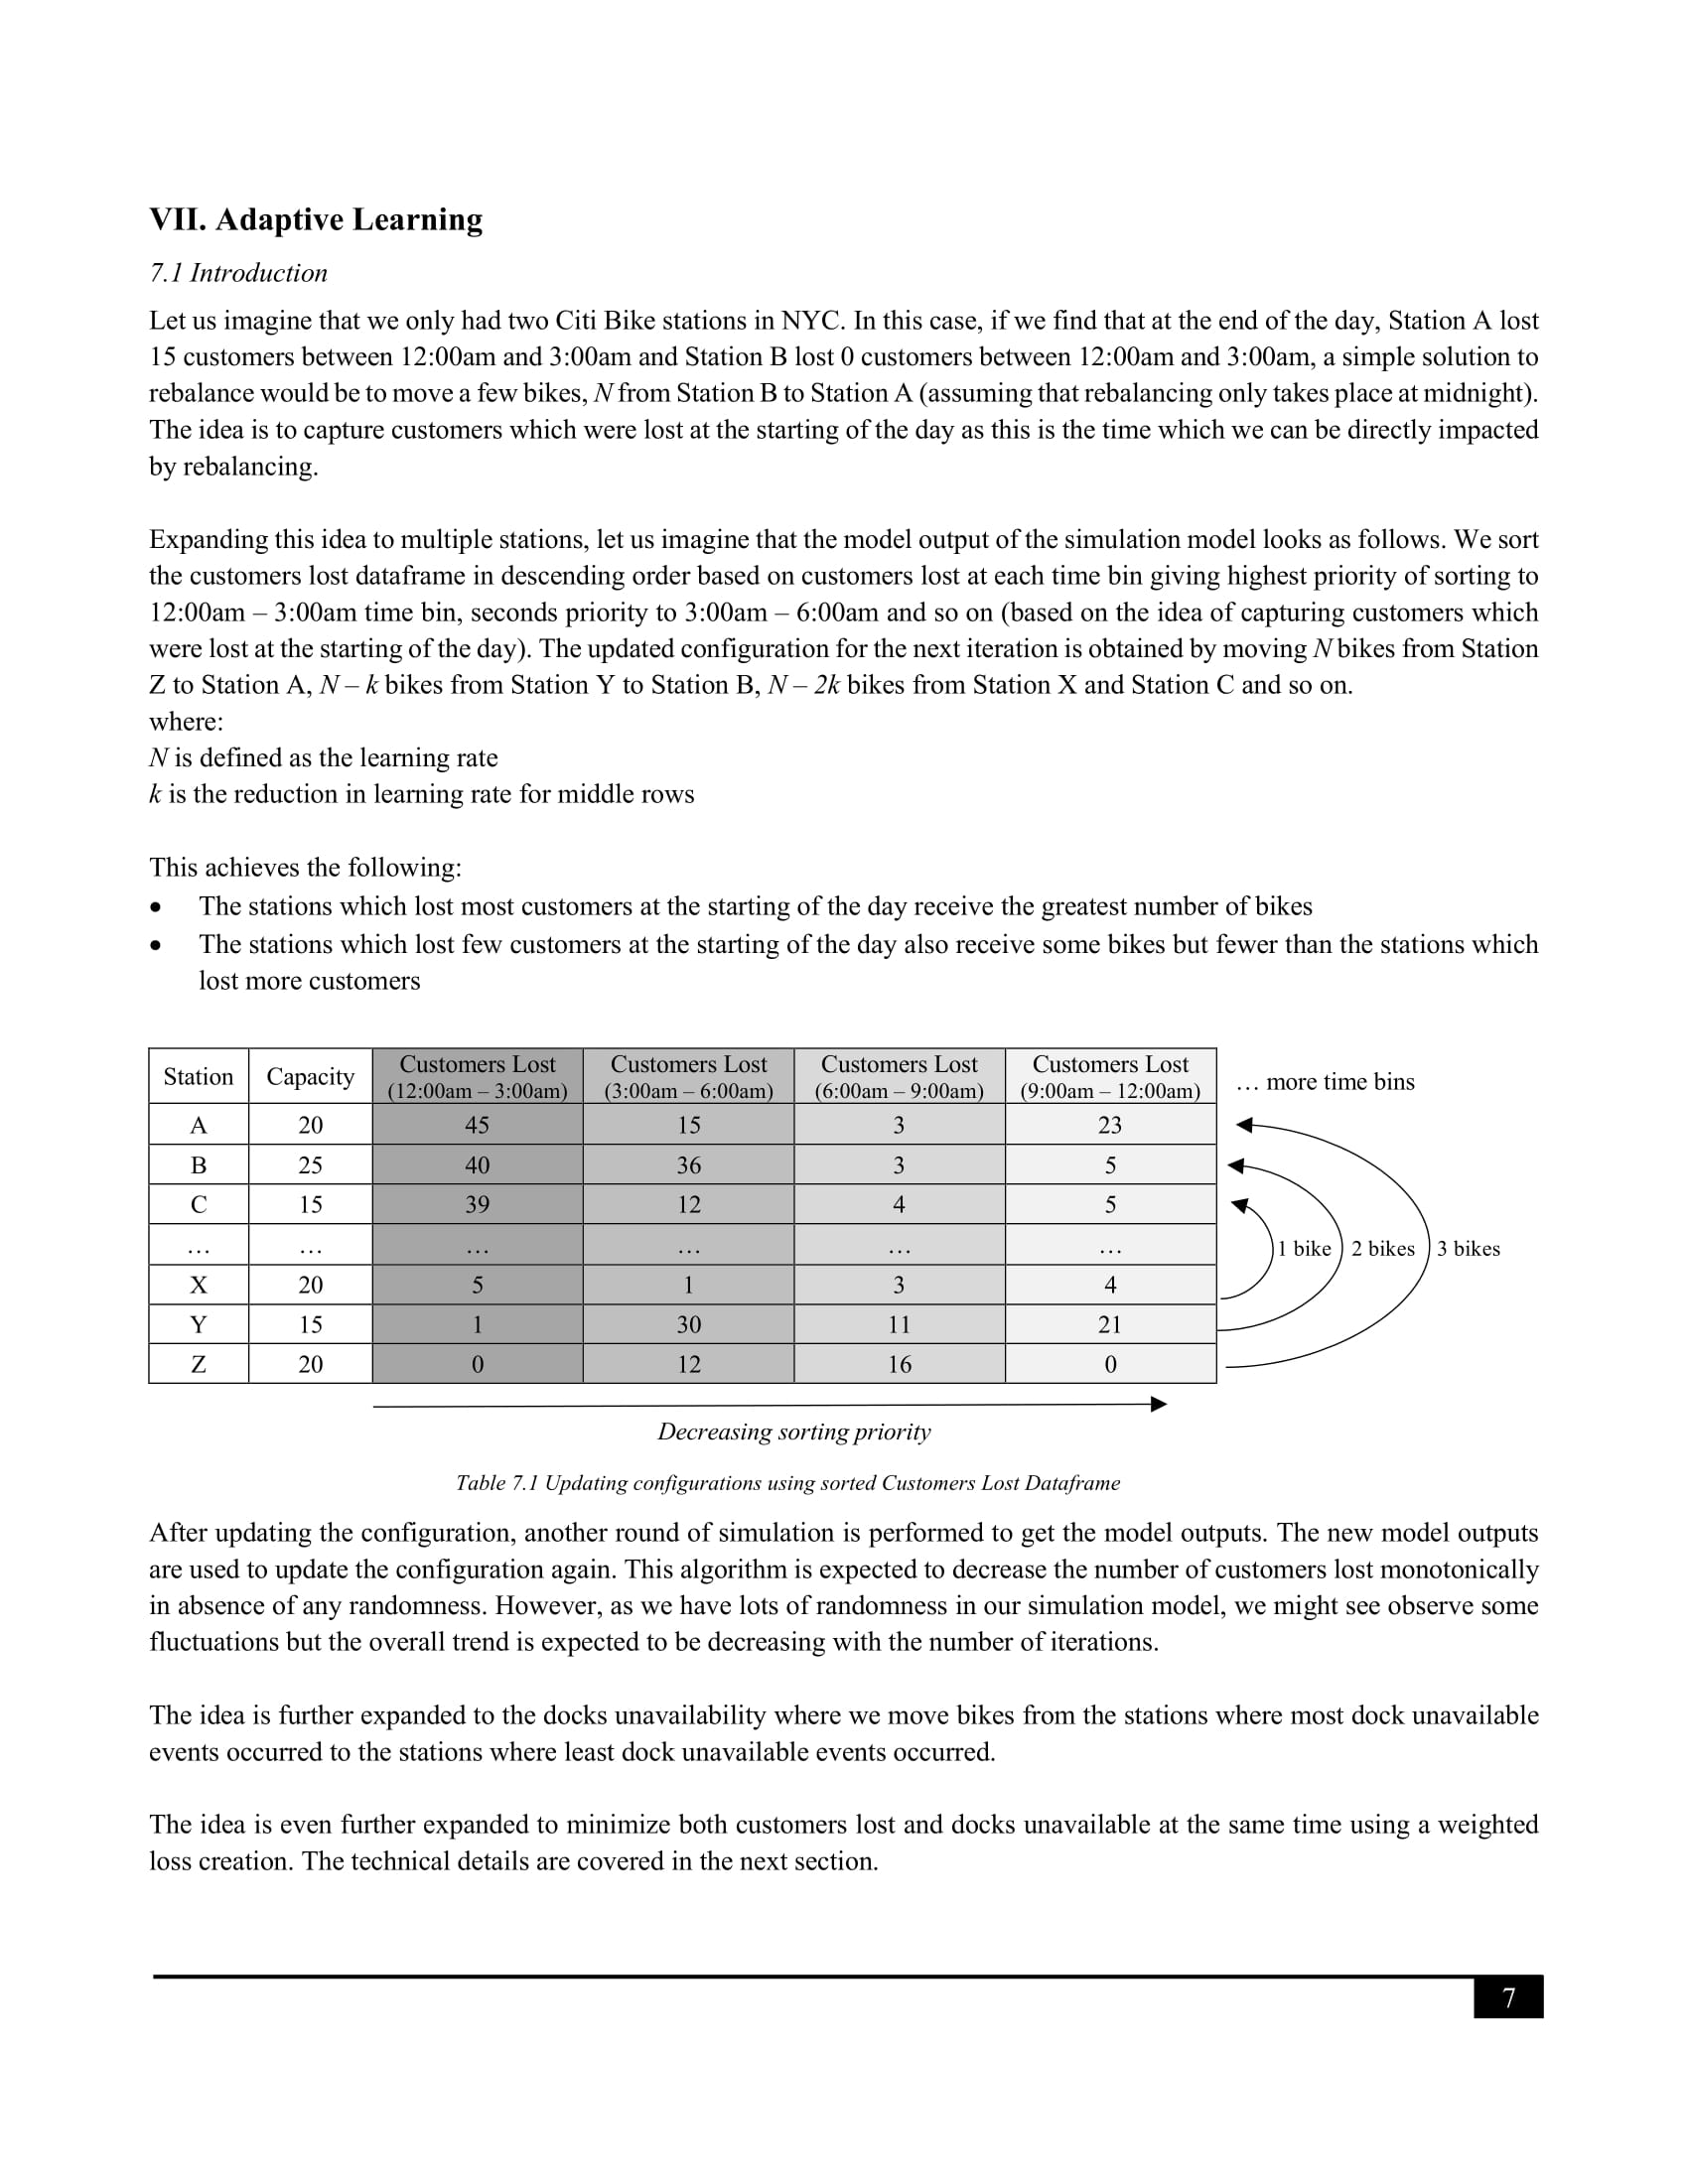 VII. Adaptive Learning
7.1 Introduction
Let us imagine that we only had two Citi Bike stations in NYC. In this case, if we find that at the end of the day, Station A lost
15 customers between 12:00am and 3:00am and Station B lost 0 customers between 12:00am and 3:00am, a simple solution to
rebalance would be to move a few bikes, N from Station B to Station A (assuming that rebalancing only takes place at midnight).
The idea is to capture customers which were lost at the starting of the day as this is the time which we can be directly impacted
by rebalancing.
Expanding this idea to multiple stations, let us imagine that the model output of the simulation model looks as follows. We sort
the customers lost dataframe in descending order based on customers lost at each time bin giving highest priority of sorting to
12:00am – 3:00am time bin, seconds priority to 3:00am – 6:00am and so on (based on the idea of capturing customers which
were lost at the starting of the day). The updated configuration for the next iteration is obtained by moving N bikes from Station
Z to Station A, N – k bikes from Station Y to Station B, N – 2k bikes from Station X and Station C and so on.
where:
N is defined as the learning rate
k is the reduction in learning rate for middle rows
This achieves the following:
• The stations which lost most customers at the starting of the day receive the greatest number of bikes
• The stations which lost few customers at the starting of the day also receive some bikes but fewer than the stations which
lost more customers
Station Capacity Customers Lost (12:00am – 3:00am) Customers Lost (3:00am – 6:00am) Customers Lost (6:00am – 9:00am) Customers Lost (9:00am – 12:00am) … more time bins
A 20 45 15 3 23
B 25 40 36 3 5
C 15 39 12 4 5
… … … … … … 1 bike 2 bikes 3 bikes
X 20 5 1 3 4
Y 15 1 30 11 21
Z 20 0 12 16 0
Decreasing sorting priority
Table 7.1 Updating configurations using sorted Customers Lost Dataframe
After updating the configuration, another round of simulation is performed to get the model outputs. The new model outputs
are used to update the configuration again. This algorithm is expected to decrease the number of customers lost monotonically
in absence of any randomness. However, as we have lots of randomness in our simulation model, we might see observe some
fluctuations but the overall trend is expected to be decreasing with the number of iterations.
The idea is further expanded to the docks unavailability where we move bikes from the stations where most dock unavailable
events occurred to the stations where least dock unavailable events occurred.
The idea is even further expanded to minimize both customers lost and docks unavailable at the same time using a weighted
loss creation. The technical details are covered in the next section.
7